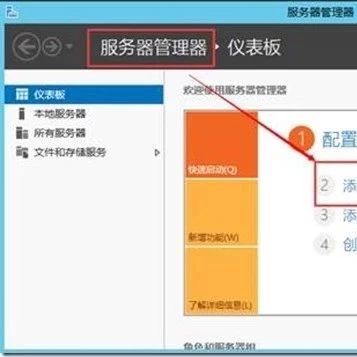 服务器管理器
服务器管理器 · 仪表板
仪表板
本地服务器
所有服务器
文件和存储服务
欢迎使用服务器管理器
快速启动(Q)
新增功能(W)
了解详细信息(L)
1 配置
2 添
3 添
4 创
角色和服务器组